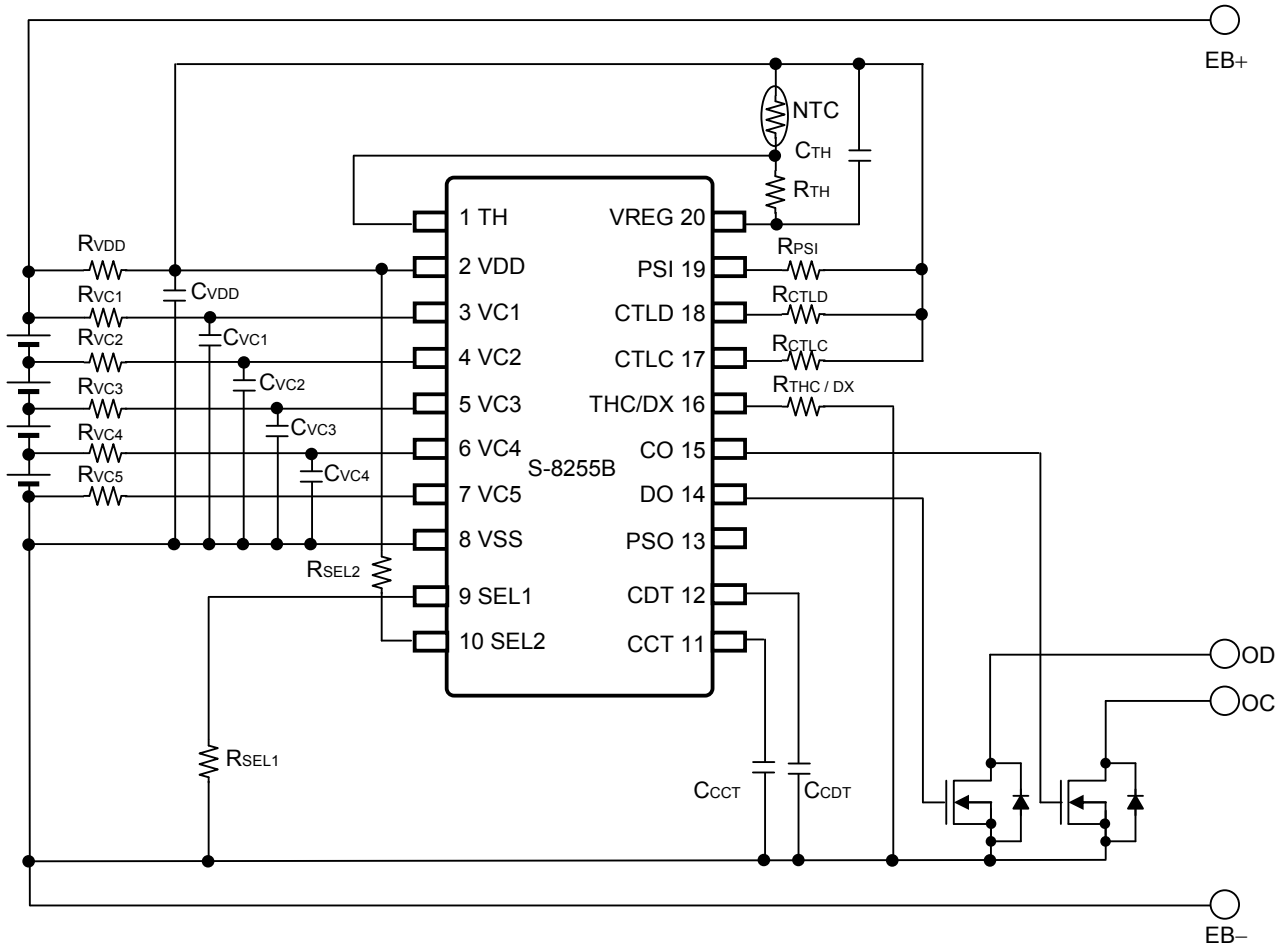 EB+
NTC
CTH
RTH
1 TH
VREG 20
RVDD
2 VDD
PSI 19
RPSI
CVDD
RVC1
3 VC1
CTLD 18
RCTLD
CVC1
RVC2
4 VC2
CTLC 17
RCTLC
CVC2
RVC3
5 VC3
THC/DX 16
RTHC / DX
CVC3
RVC4
6 VC4
CO 15
S-8255B
CVC4
RVC5
7 VC5
DO 14
8 VSS
PSO 13
RSEL2
9 SEL1
CDT 12
10 SEL2
CCT 11
OD
OC
RSEL1
CCCT
CCDT
EB−